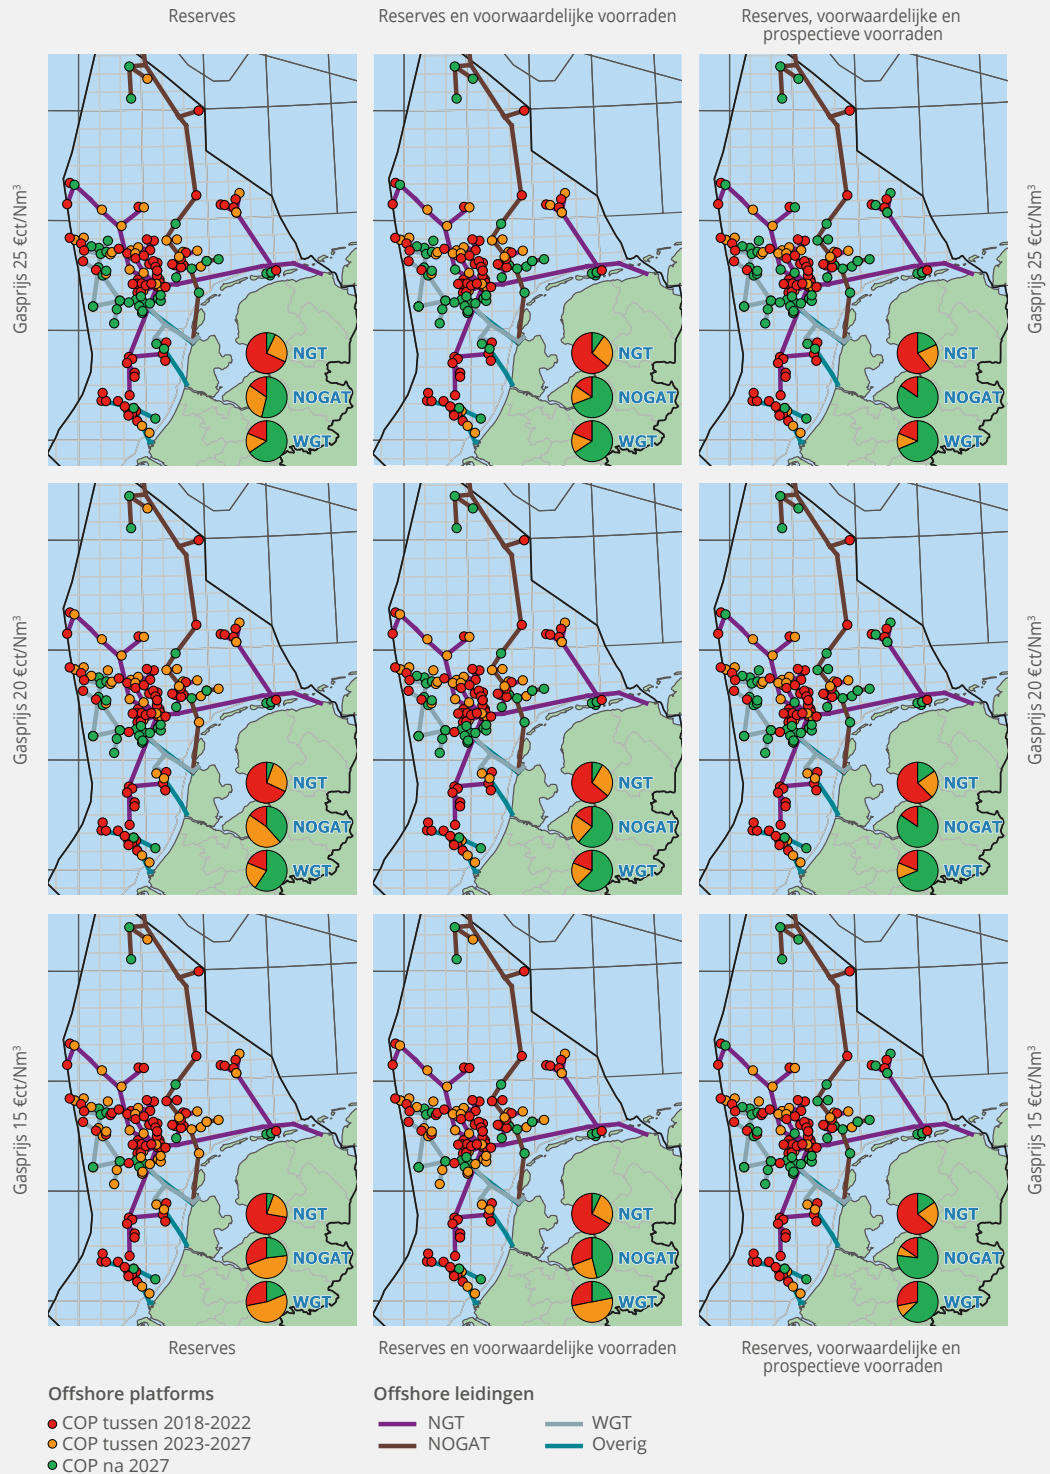 Reserves
Reserves en voorwaardelijke voorraden
Reserves, voorwaardelijke en
prospectieve voorraden
Gasprijs 25 €ct/Nm³
NGT
NOGAT
WGT
NGT
NOGAT
WGT
NGT
NOGAT
WGT
Gasprijs 25 €ct/Nm³
Gasprijs 20 €ct/Nm³
NGT
NOGAT
WGT
NGT
NOGAT
WGT
NGT
NOGAT
WGT
Gasprijs 20 €ct/Nm³
Gasprijs 15 €ct/Nm³
NGT
NOGAT
WGT
NGT
NOGAT
WGT
NGT
NOGAT
WGT
Gasprijs 15 €ct/Nm³
Reserves
Reserves en voorwaardelijke voorraden
Reserves, voorwaardelijke en
prospectieve voorraden
Offshore platforms
COP tussen 2018-2022
COP tussen 2023-2027
COP na 2027
Offshore leidingen
NGT
NOGAT
WGT
Overig